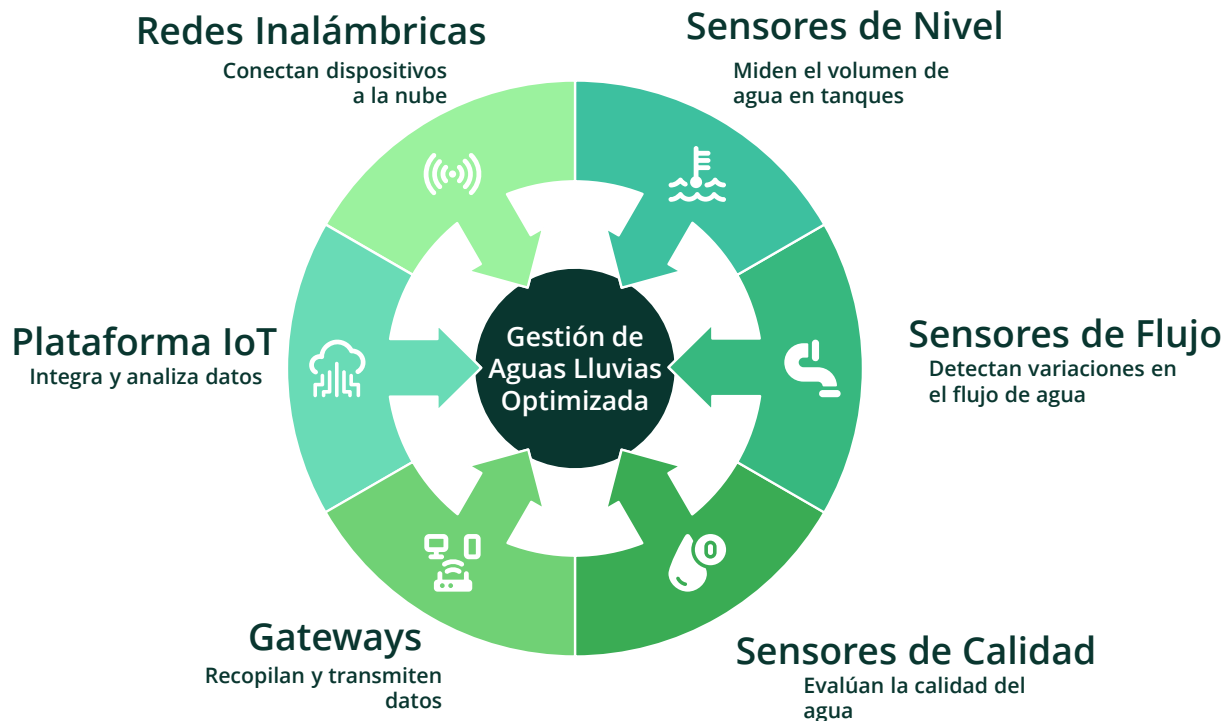 Redes Inalámbricas
Conectan dispositivos
a la nube
Sensores de Nivel
Miden el volumen de
agua en tanques
Plataforma IoT
Integra y analiza datos
Gestión de
Aguas Lluvias
Optimizada
Sensores de Flujo
Detectan variaciones en
el flujo de agua
Gateways
Recopilan y transmiten
datos
Sensores de Calidad
Evalúan la calidad del
agua